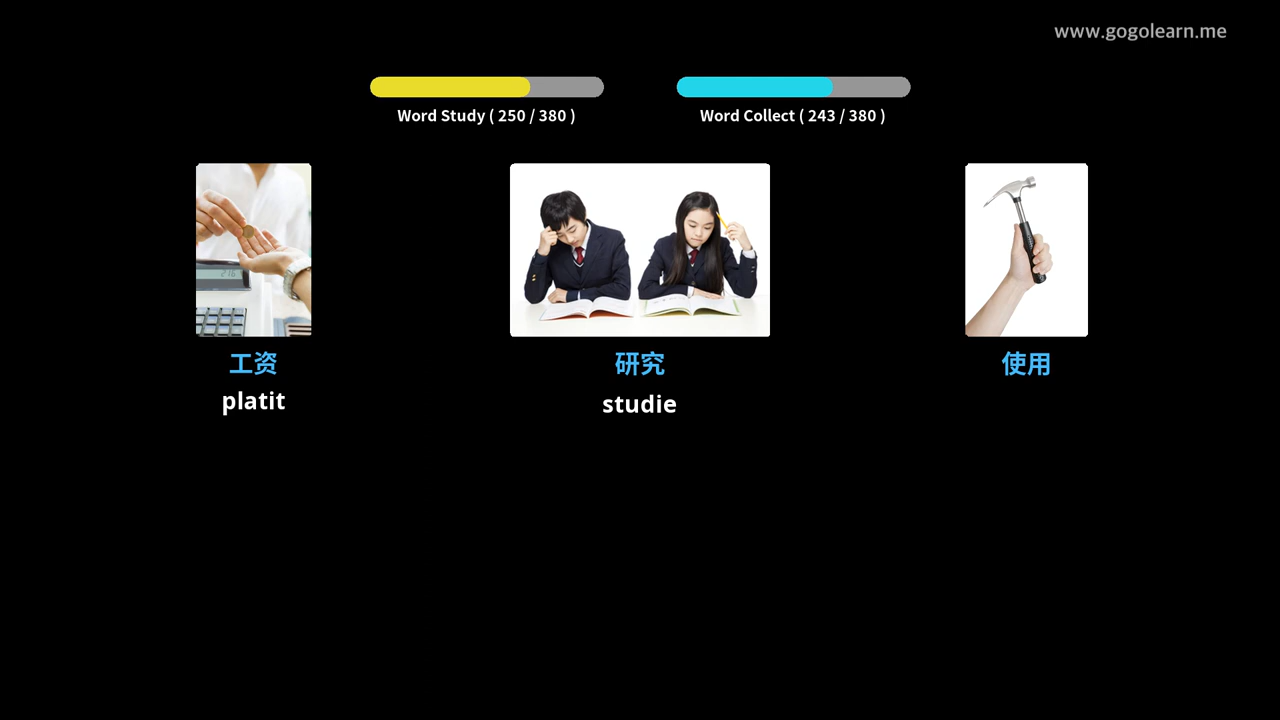 www.gogolearn.me
Word Study ( 250 / 380 )
Word Collect ( 243 / 380 )
工资
研究
使用
platit
studie